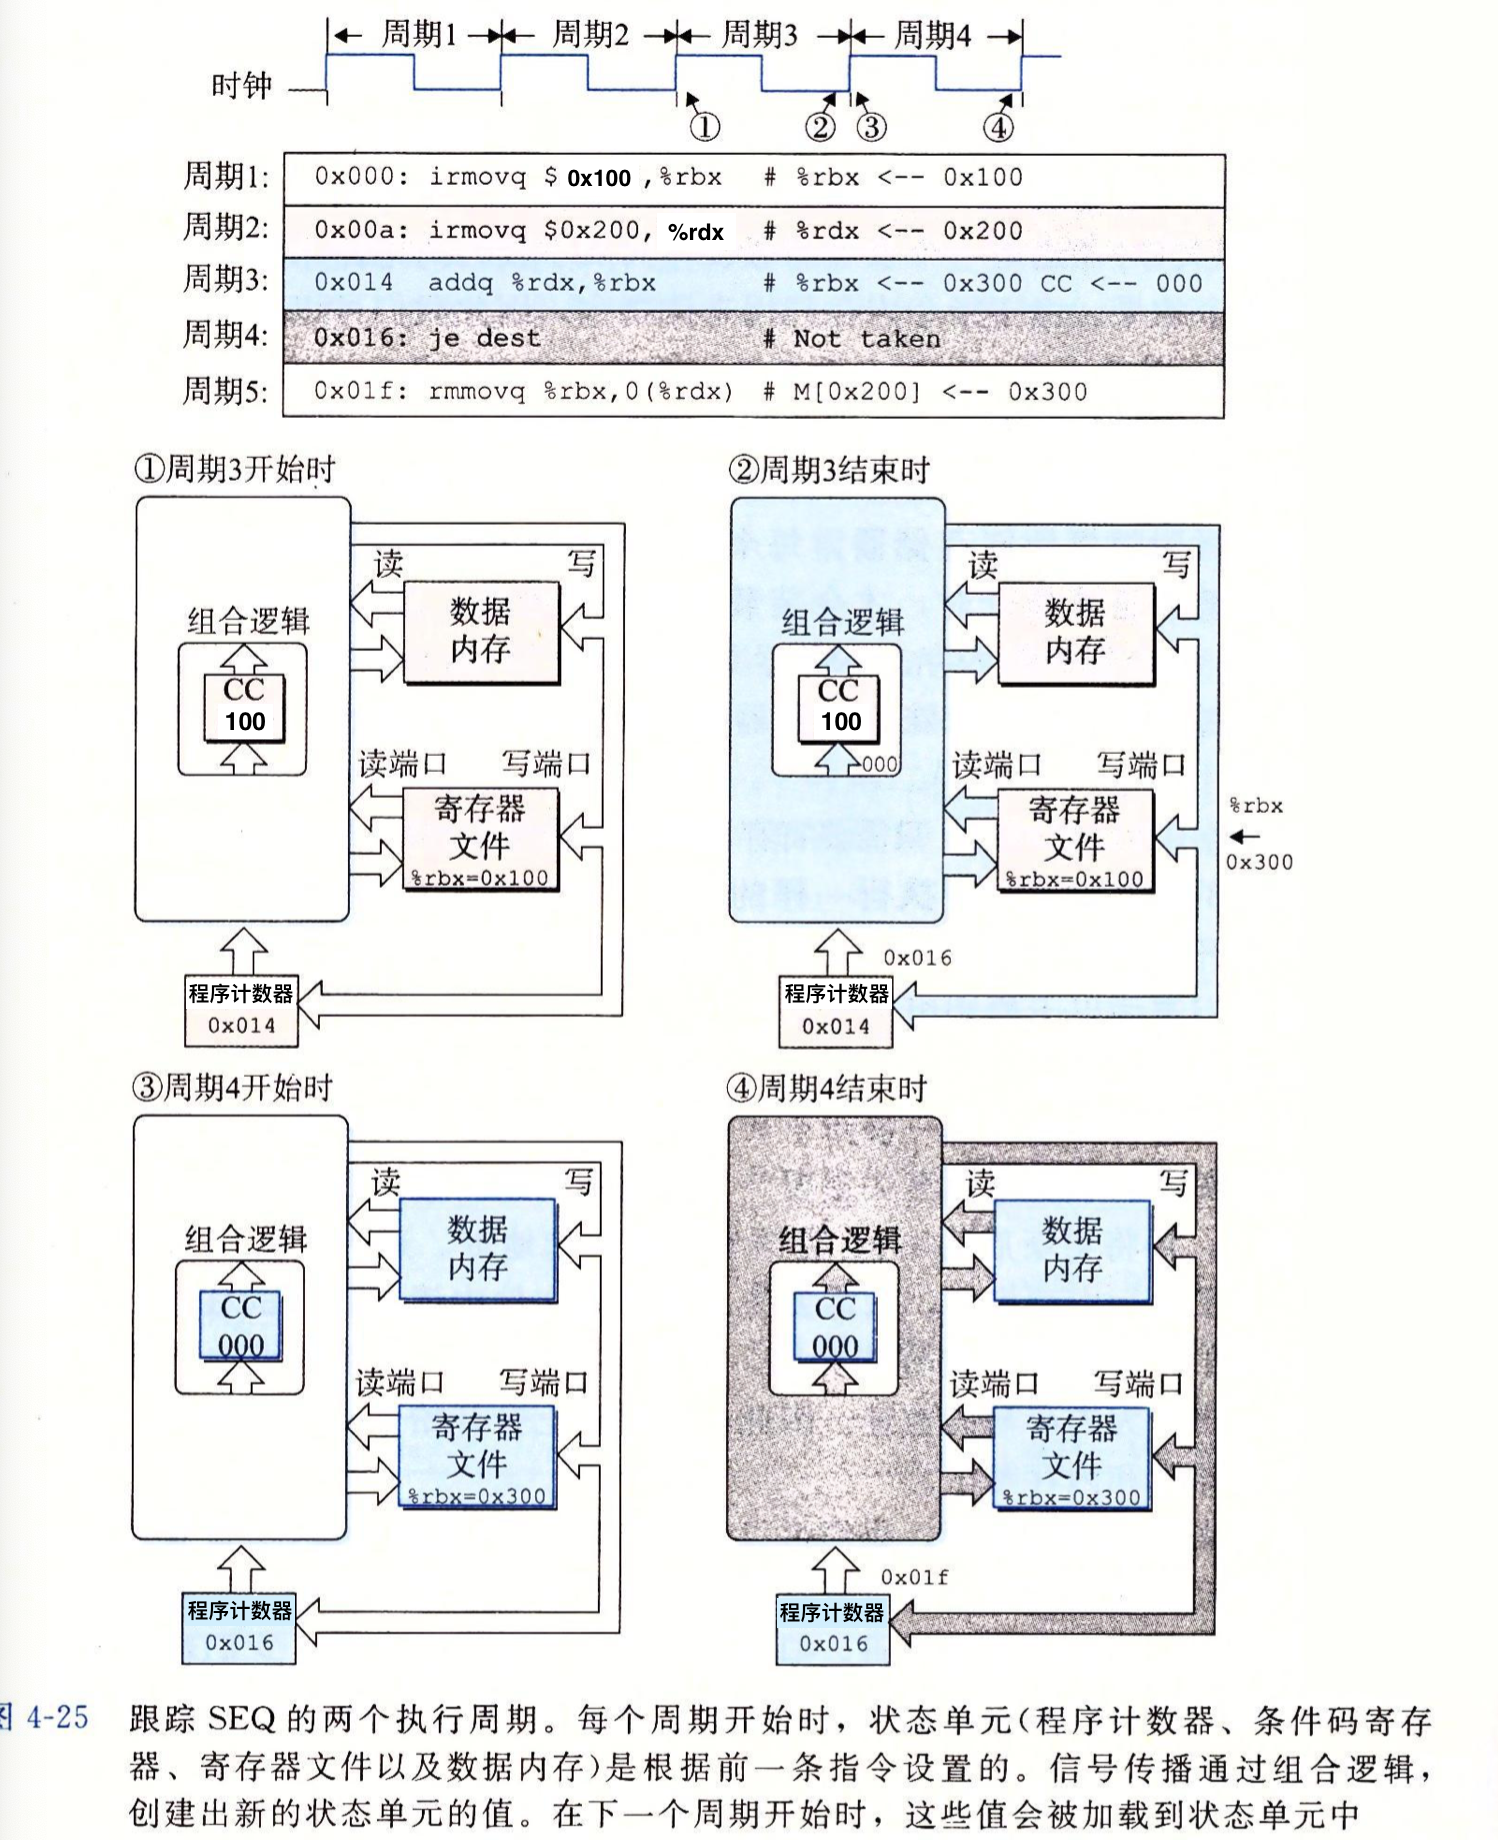 周期1 周期2 周期3 周期4
时钟
① ② ③ ④
周期1: 0x000: irmovq $ 0x100 ,%rbx # %rbx <-- 0x100
周期2: 0x00a: irmovq $0x200, %rdx # %rdx <-- 0x200
周期3: 0x014 addq %rdx,%rbx # %rbx <-- 0x300 CC <-- 000
周期4: 0x016: je dest # Not taken
周期5: 0x01f: rmmovq %rbx,0(%rdx) # M[0x200] <-- 0x300
①周期3开始时
读 写
数据
内存
组合逻辑
CC
100
读端口 写端口
寄存器
文件
%rbx=0x100
程序计数器
0x014
②周期3结束时
读 写
数据
内存
组合逻辑
CC
100
000
读端口 写端口
寄存器
文件
%rbx=0x100
%rbx
0x300
0x016
程序计数器
0x014
③周期4开始时
读 写
数据
内存
组合逻辑
CC
000
读端口 写端口
寄存器
文件
%rbx=0x300
程序计数器
0x016
④周期4结束时
读 写
数据
内存
组合逻辑
CC
000
读端口 写端口
寄存器
文件
%rbx=0x300
0x01f
程序计数器
0x016
图 4-25 跟踪 SEQ 的两个执行周期。每个周期开始时，状态单元(程序计数器、条件码寄存
器、寄存器文件以及数据内存)是根据前一条指令设置的。信号传播通过组合逻辑，
创建出新的状态单元的值。在下一个周期开始时，这些值会被加载到状态单元中